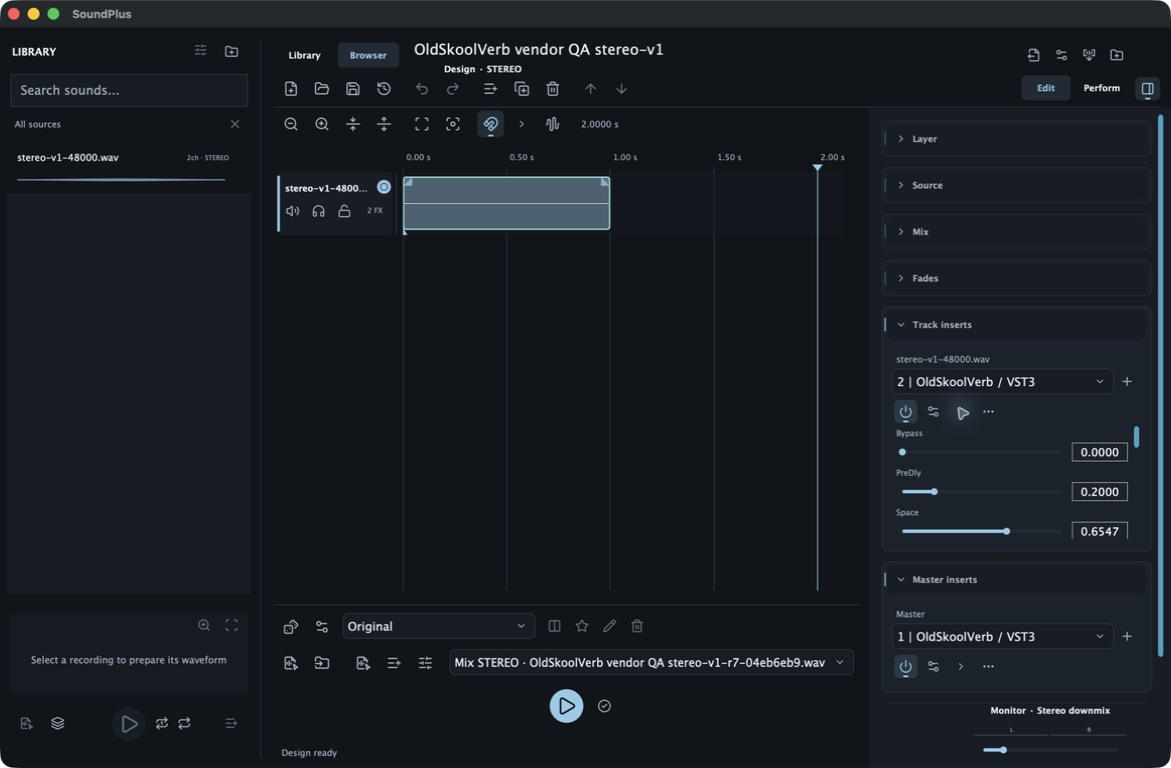 SoundPlus
LIBRARY
Search sounds...
All sources
stereo-v1-48000.wav
2ch · STEREO
Select a recording to prepare its waveform
Library
Browser
OldSkoolVerb vendor QA stereo-v1
Design · STEREO
Edit
Perform
2.0000 s
0.00 s
0.50 s
1.00 s
1.50 s
2.00 s
stereo-v1-4800...
2 FX
Original
Mix STEREO · OldSkoolVerb vendor QA stereo-v1-r7-04eb6eb9.wav
Design ready
Layer
Source
Mix
Fades
Track inserts
stereo-v1-48000.wav
2 | OldSkoolVerb / VST3
Bypass
0.0000
PreDly
0.2000
Space
0.6547
Master inserts
Master
1 | OldSkoolVerb / VST3
Monitor · Stereo downmix
L
R